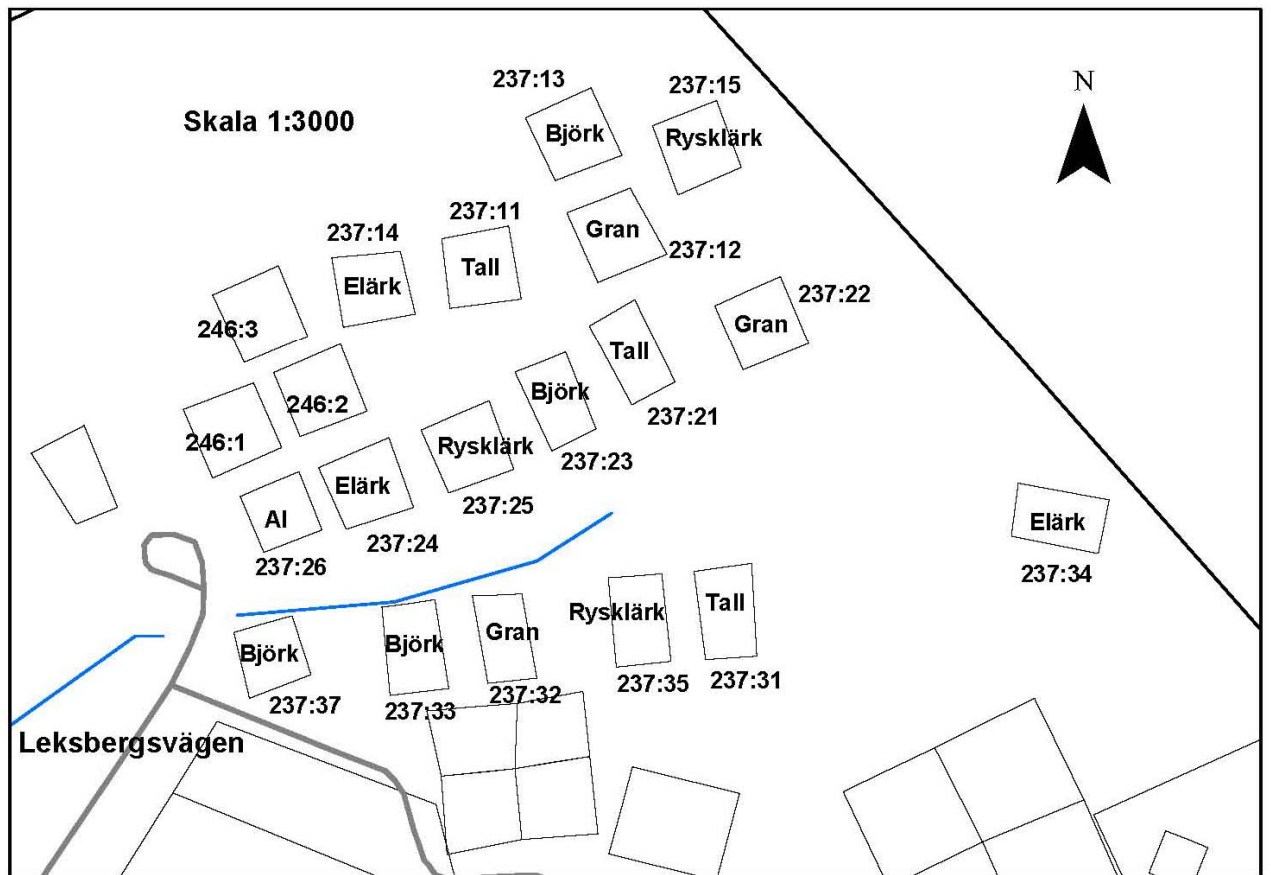 237:13
237:15
N
Skala 1:3000
Björk
Rysklärk
237:11
237:14
Gran
237:12
Tall
Elärk
237:22
246:3
Gran
Tall
Björk
246:2
237:21
246:1
Rysklärk
237:23
Elärk
237:25
Al
Elärk
237:24
237:26
237:34
Rysklärk
Tall
Gran
Björk
Björk
237:35
237:31
237:32
237:37
237:33
Leksbergsvägen